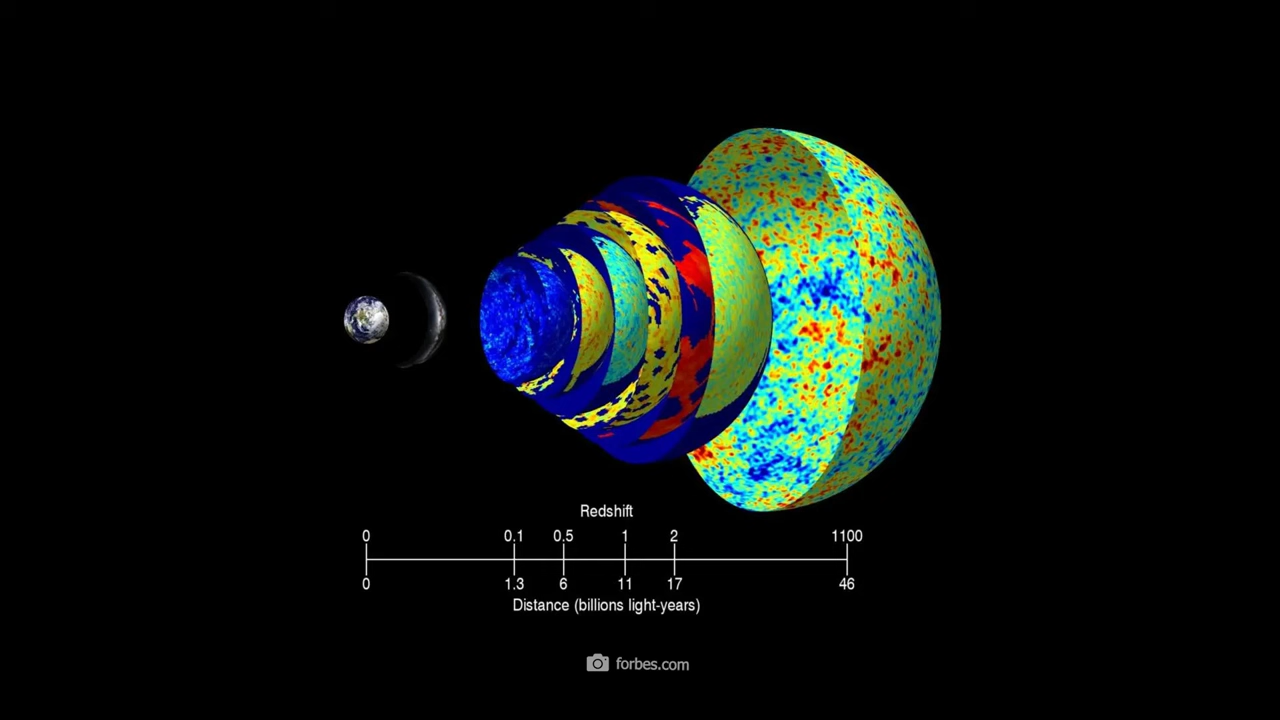 Redshift
0 0.1 0.5 1 2 1100
0 1.3 6 11 17 46
Distance (billions light-years)
forbes.com